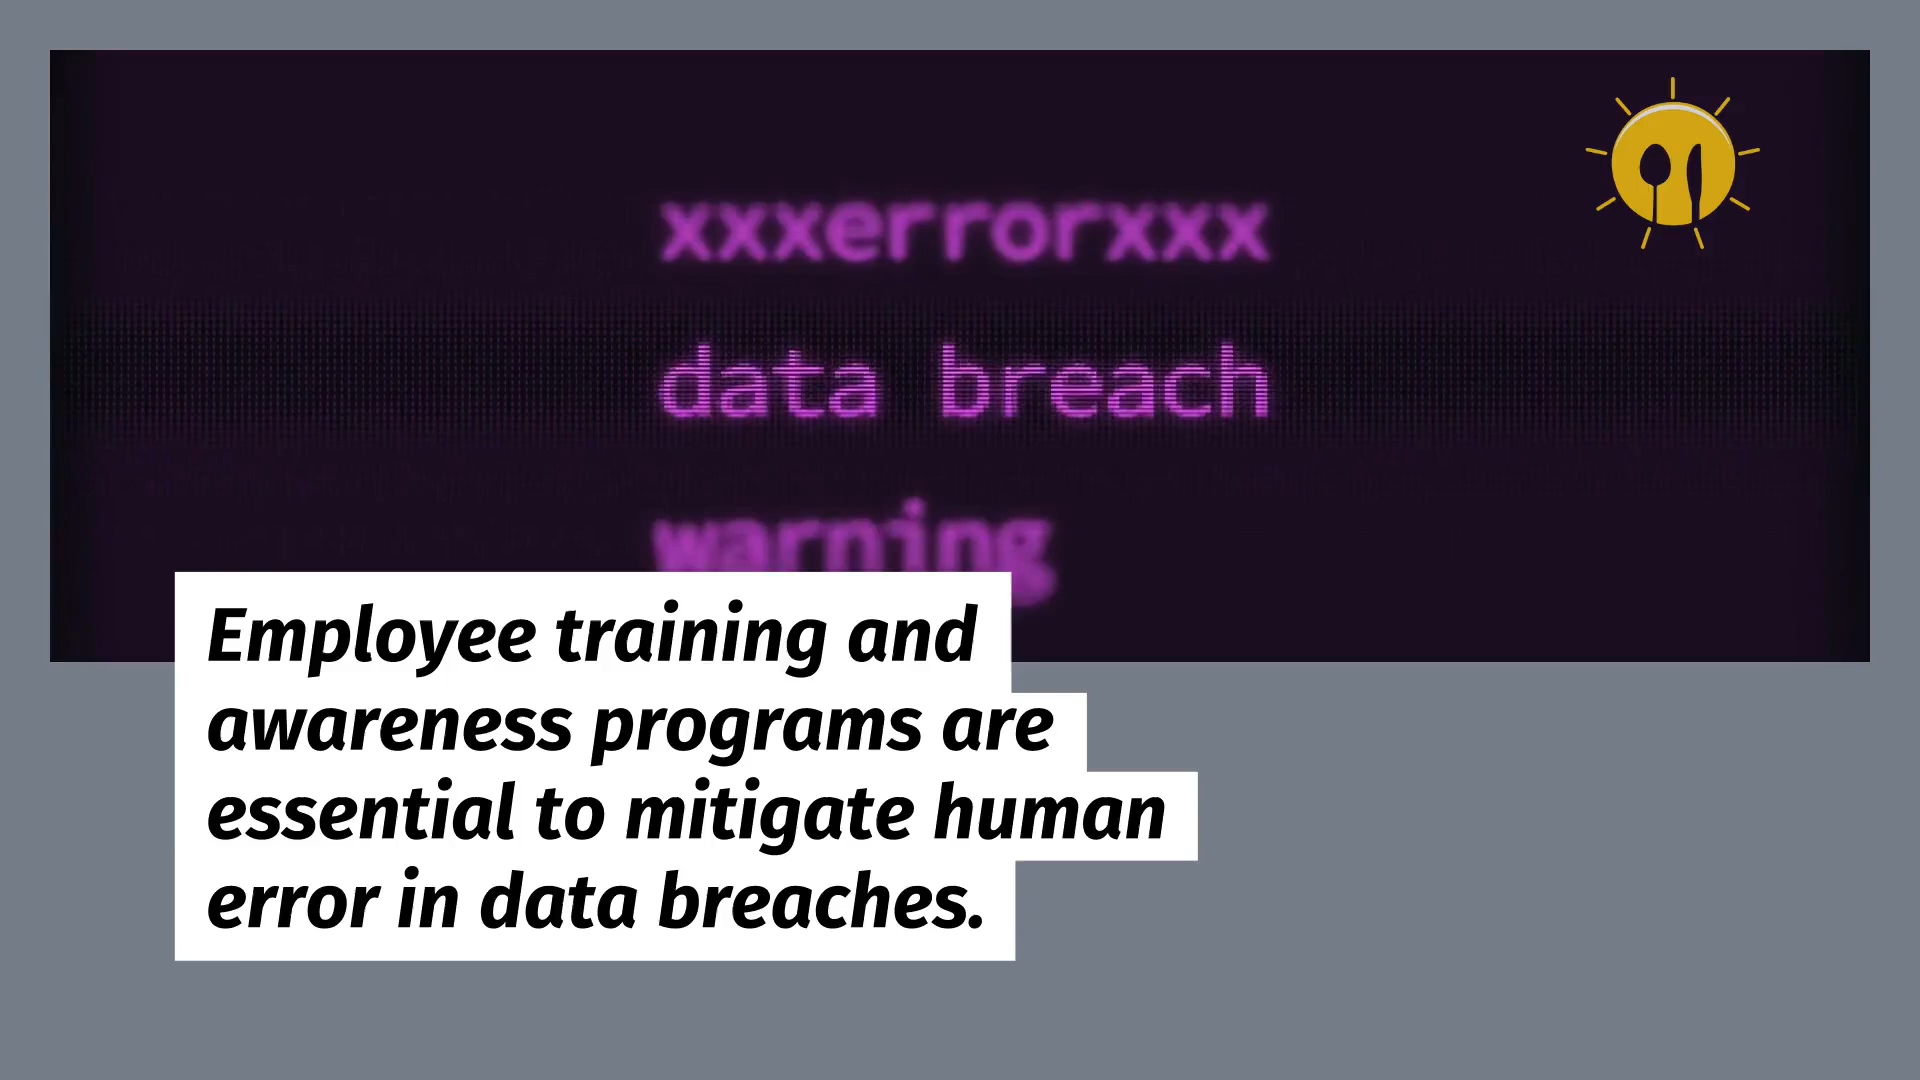 xxxerrorxxx
data breach
warning
Employee training and
awareness programs are
essential to mitigate human
error in data breaches.